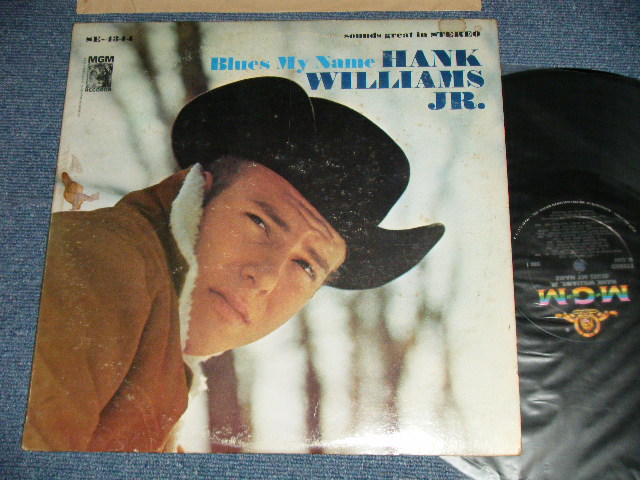 SE-4344
sounds great in STEREO
MGM
RECORDS
Blues My Name HANK
WILLIAMS
JR.
M·G·M